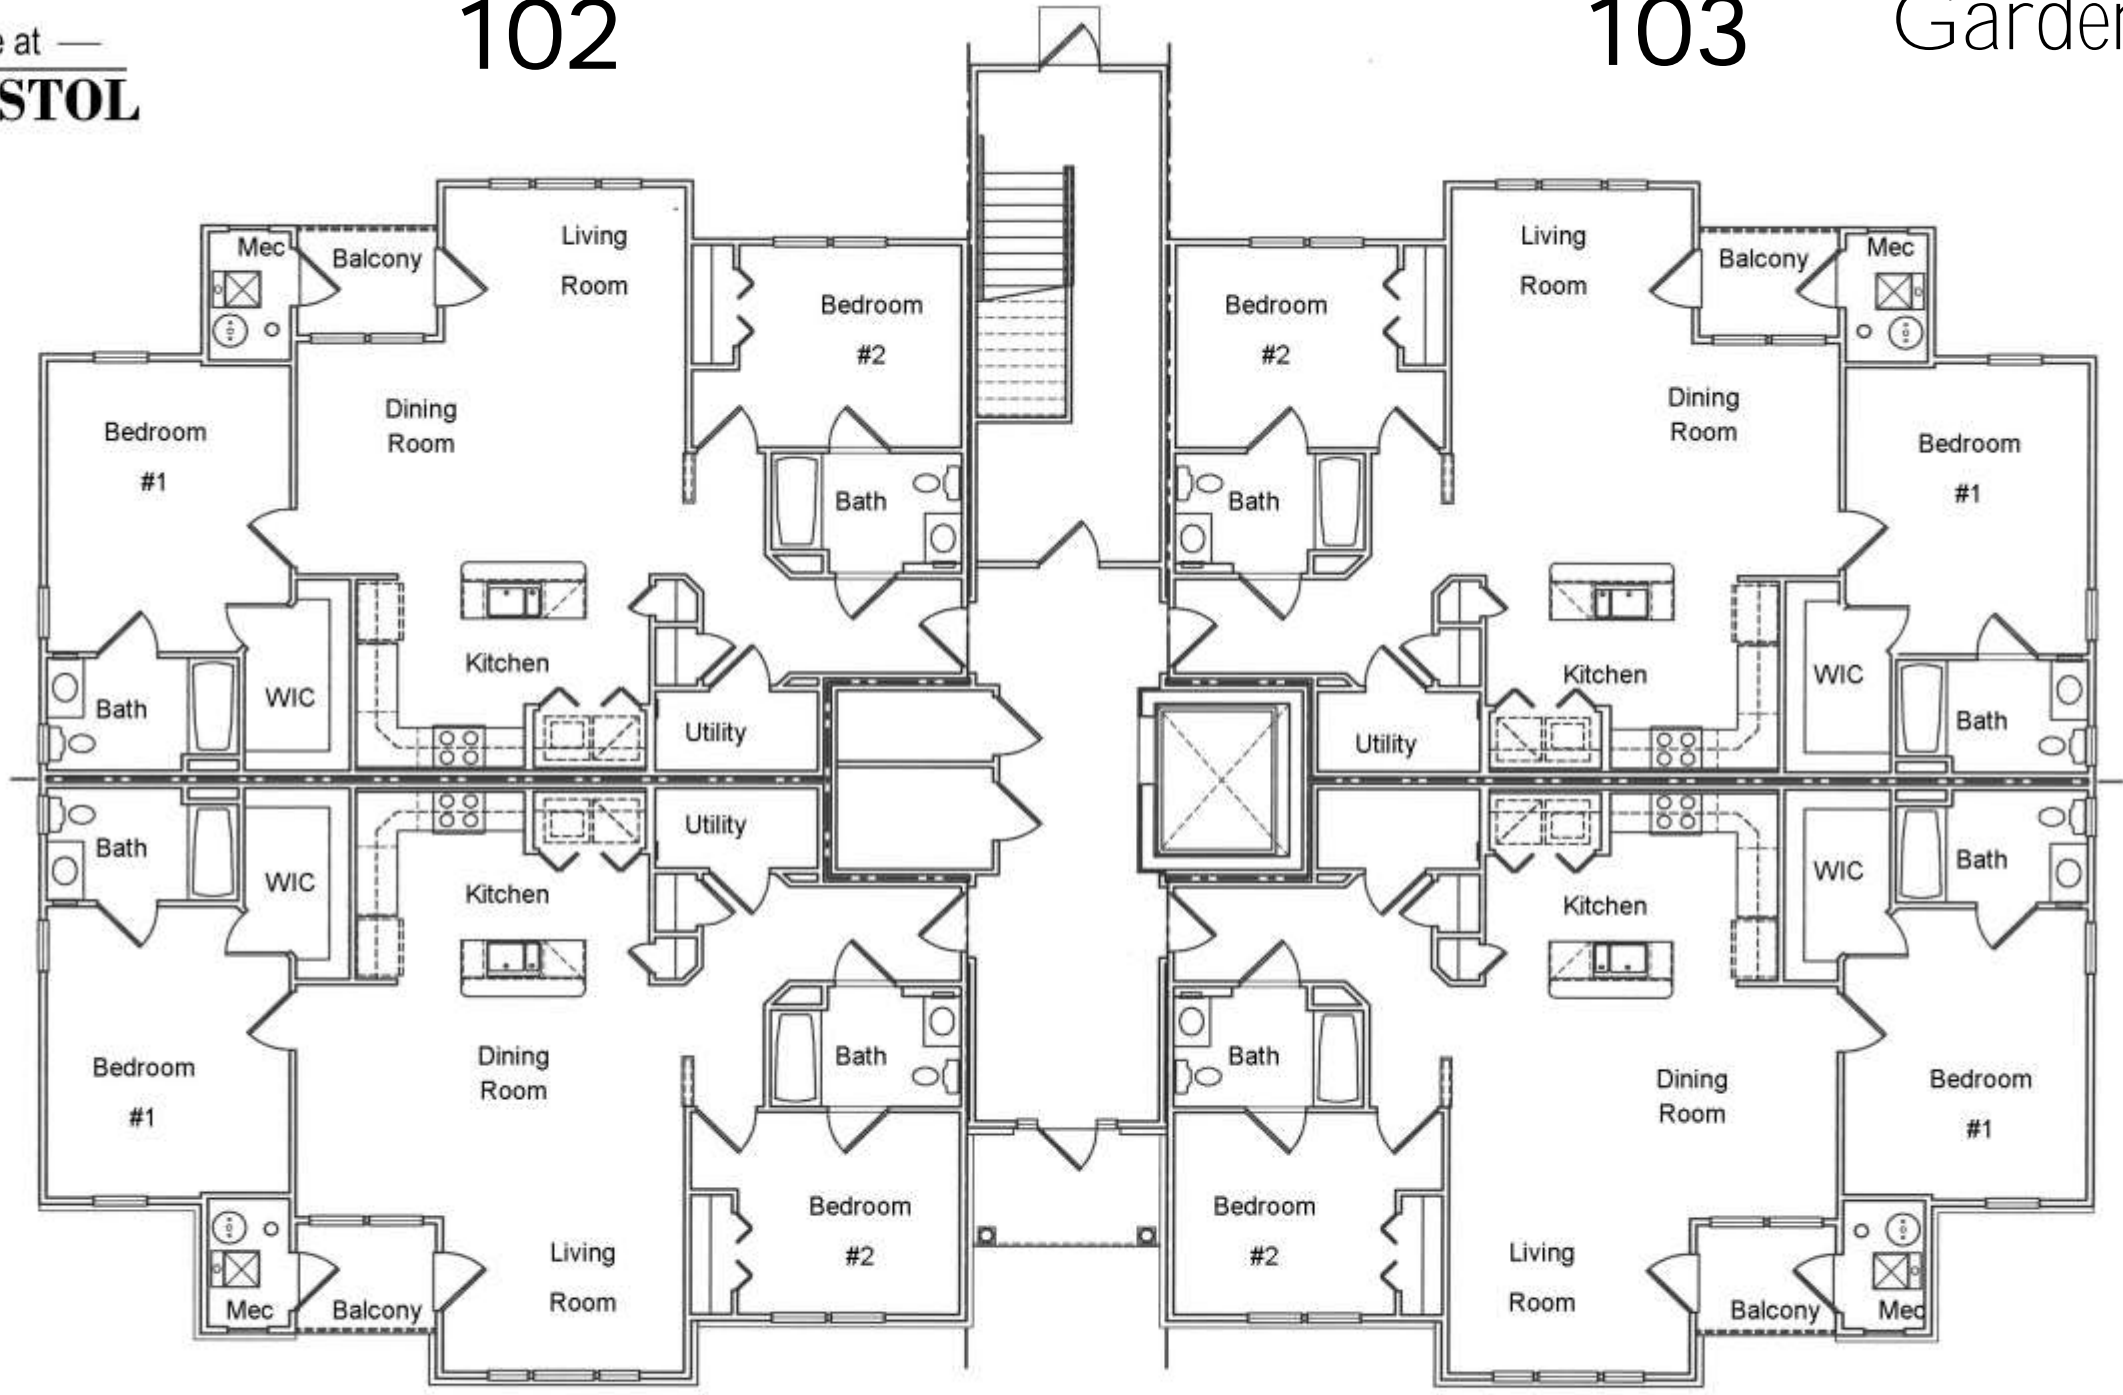 102
103
Garden
e at —
STOL
Living
Room
Living
Room
Mec
Balcony
Balcony
Mec
Bedroom
#2
Bedroom
#2
Dining
Room
Dining
Room
Bedroom
#1
Bedroom
#1
Bath
Bath
Kitchen
Kitchen
Bath
WIC
WIC
Bath
Utility
Utility
Bath
WIC
Utility
WIC
Bath
Kitchen
Kitchen
Bedroom
#1
Dining
Room
Bath
Bath
Dining
Room
Bedroom
#1
Bedroom
#2
Bedroom
#2
Living
Room
Living
Room
Mec
Balcony
Balcony
Mec